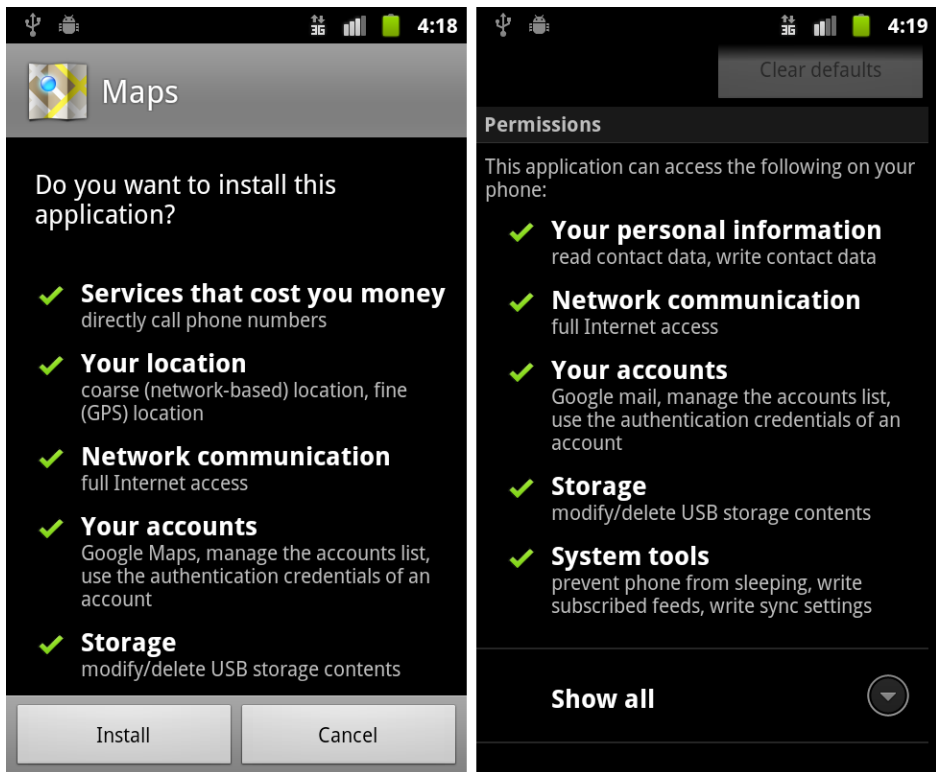 3G
4:18
Maps
Do you want to install this
application?
Services that cost you money
directly call phone numbers
Your location
coarse (network-based) location, fine
(GPS) location
Network communication
full Internet access
Your accounts
Google Maps, manage the accounts list,
use the authentication credentials of an
account
Storage
modify/delete USB storage contents
Install
Cancel
3G
4:19
Clear defaults
Permissions
This application can access the following on your
phone:
Your personal information
read contact data, write contact data
Network communication
full Internet access
Your accounts
Google mail, manage the accounts list,
use the authentication credentials of an
account
Storage
modify/delete USB storage contents
System tools
prevent phone from sleeping, write
subscribed feeds, write sync settings
Show all